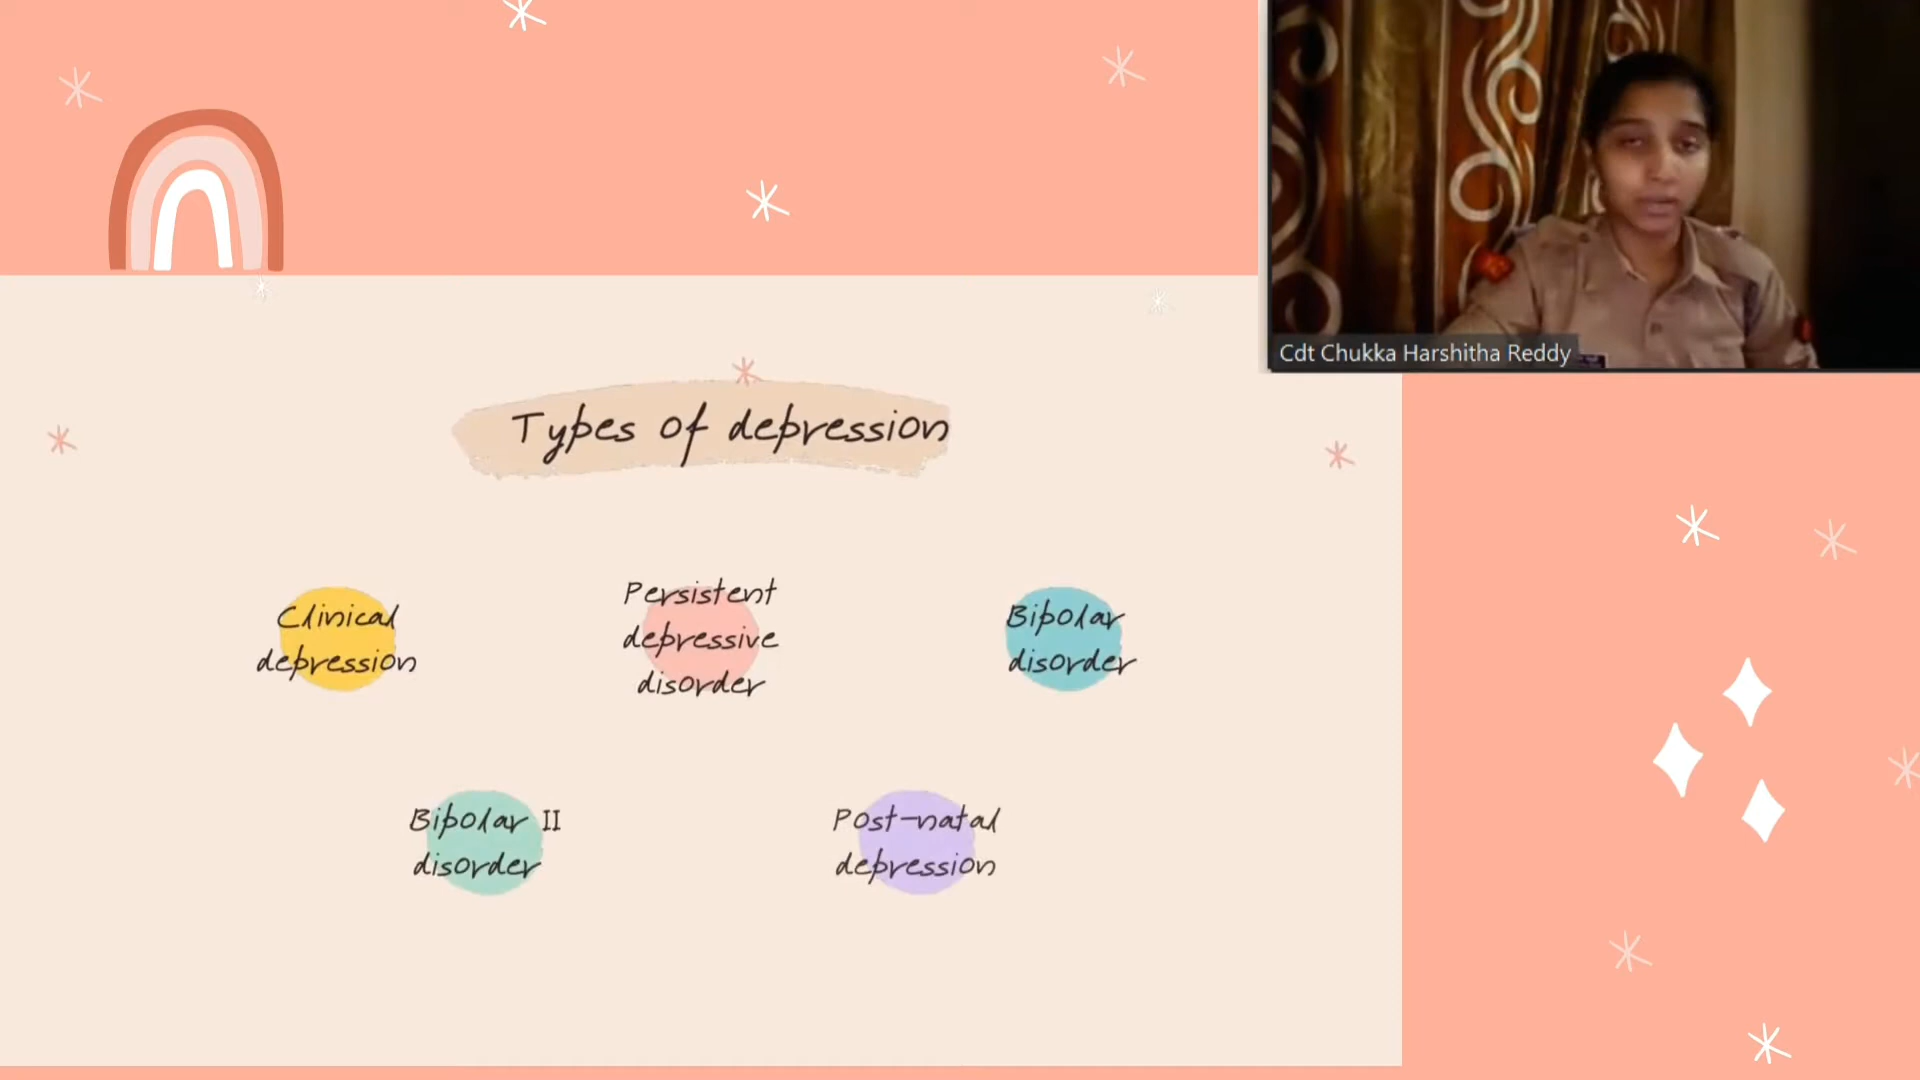 Cdt Chukka Harshitha Reddy
Types of depression
Clinical
depression
Persistent
depressive
disorder
Bipolar
disorder
Bipolar II
disorder
Post-natal
depression